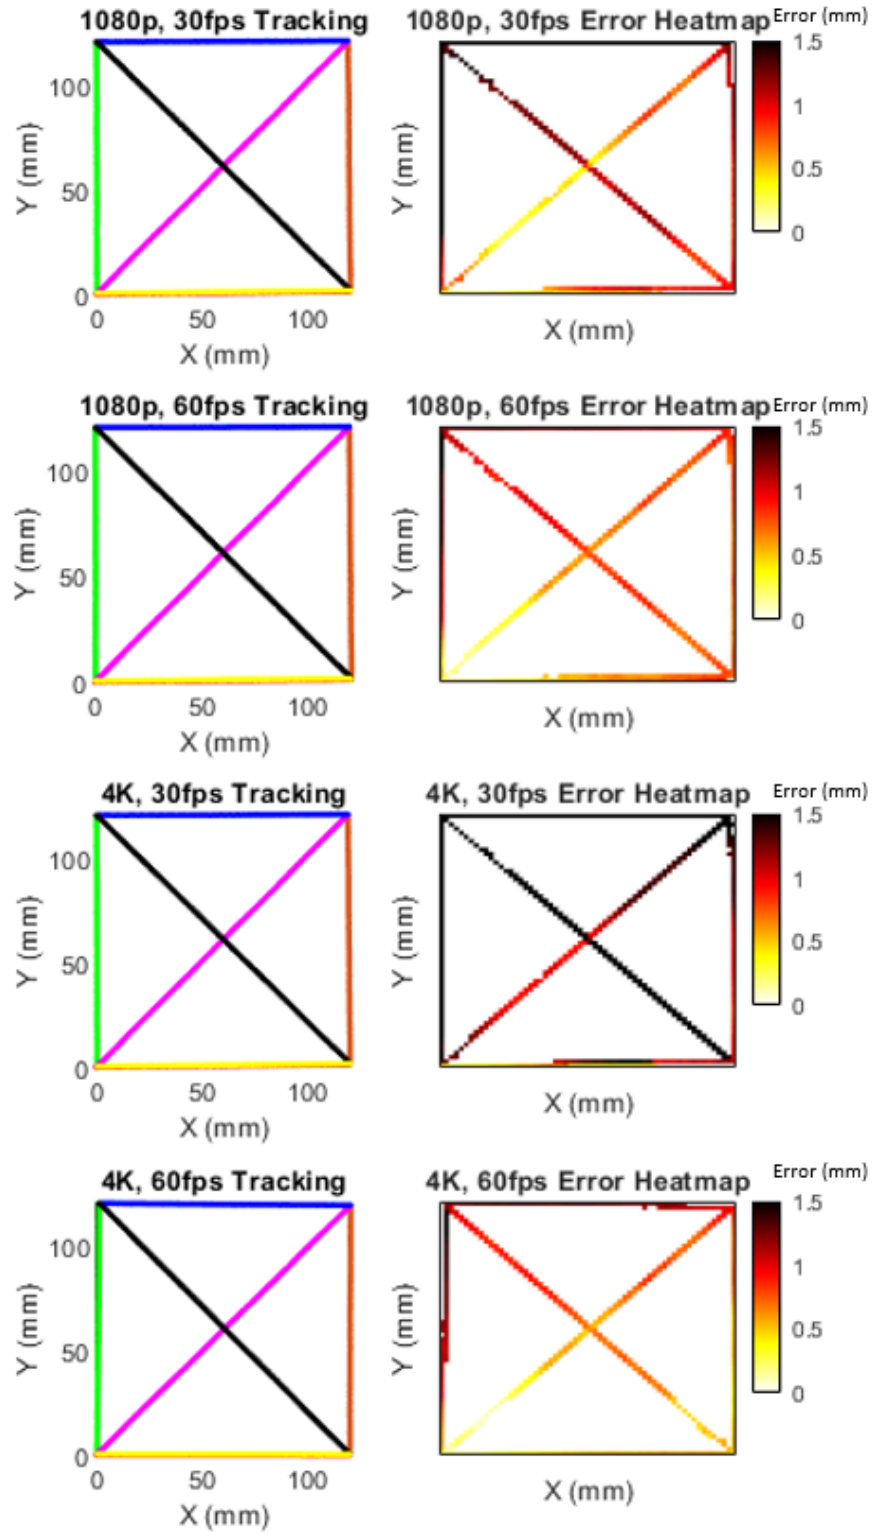 1080p, 30fps Tracking
Y (mm)
100
50
0
0 50 100
X (mm)
1080p, 30fps Error Heatmap
Error (mm)
Y (mm)
X (mm)
1.5
1
0.5
0
1080p, 60fps Tracking
Y (mm)
100
50
0
0 50 100
X (mm)
1080p, 60fps Error Heatmap
Error (mm)
Y (mm)
X (mm)
1.5
1
0.5
0
4K, 30fps Tracking
Y (mm)
100
50
0
0 50 100
X (mm)
4K, 30fps Error Heatmap
Error (mm)
Y (mm)
X (mm)
1.5
1
0.5
0
4K, 60fps Tracking
Y (mm)
100
50
0
0 50 100
X (mm)
4K, 60fps Error Heatmap
Error (mm)
Y (mm)
X (mm)
1.5
1
0.5
0